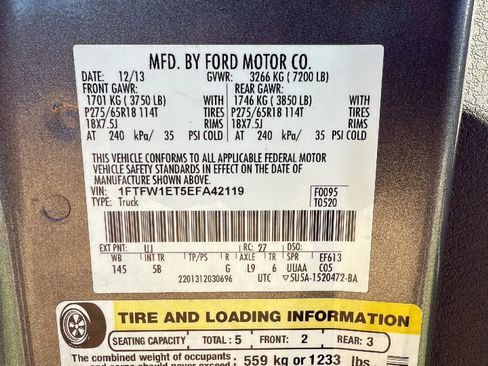 MFD. BY FORD MOTOR CO.
DATE: 12/13 GVWR: 3266 KG ( 7200 LB)
FRONT GAWR: REAR GAWR:
1701 KG ( 3750 LB) WITH 1746 KG ( 3850 LB) WITH
P275/65R18 114T TIRES P275/65R18 114T TIRES
18X7.5J RIMS 18X7.5J RIMS
AT 240 kPa/ 35 PSI COLD AT 240 kPa/ 35 PSI COLD
THIS VEHICLE CONFORMS TO ALL APPLICABLE FEDERAL MOTOR
VEHICLE SAFETY STANDARDS IN EFFECT ON THE DATE OF
MANUFACTURE SHOWN ABOVE.
VIN: 1FTFW1ET5EFA42119 F0095
TYPE: Truck T0520
EXT PNT: UJ RC: 27 DSO:
WB INT TR TP/PS R AXLE TR SPR EF613
145 5B G L9 6 UUAA C05
2201312030696 UTC ▽5U5A-1520472-BA
TIRE AND LOADING INFORMATION
SEATING CAPACITY TOTAL: 5 FRONT: 2 REAR: 3
The combined weight of occupants 559 kg or 1233 lbs